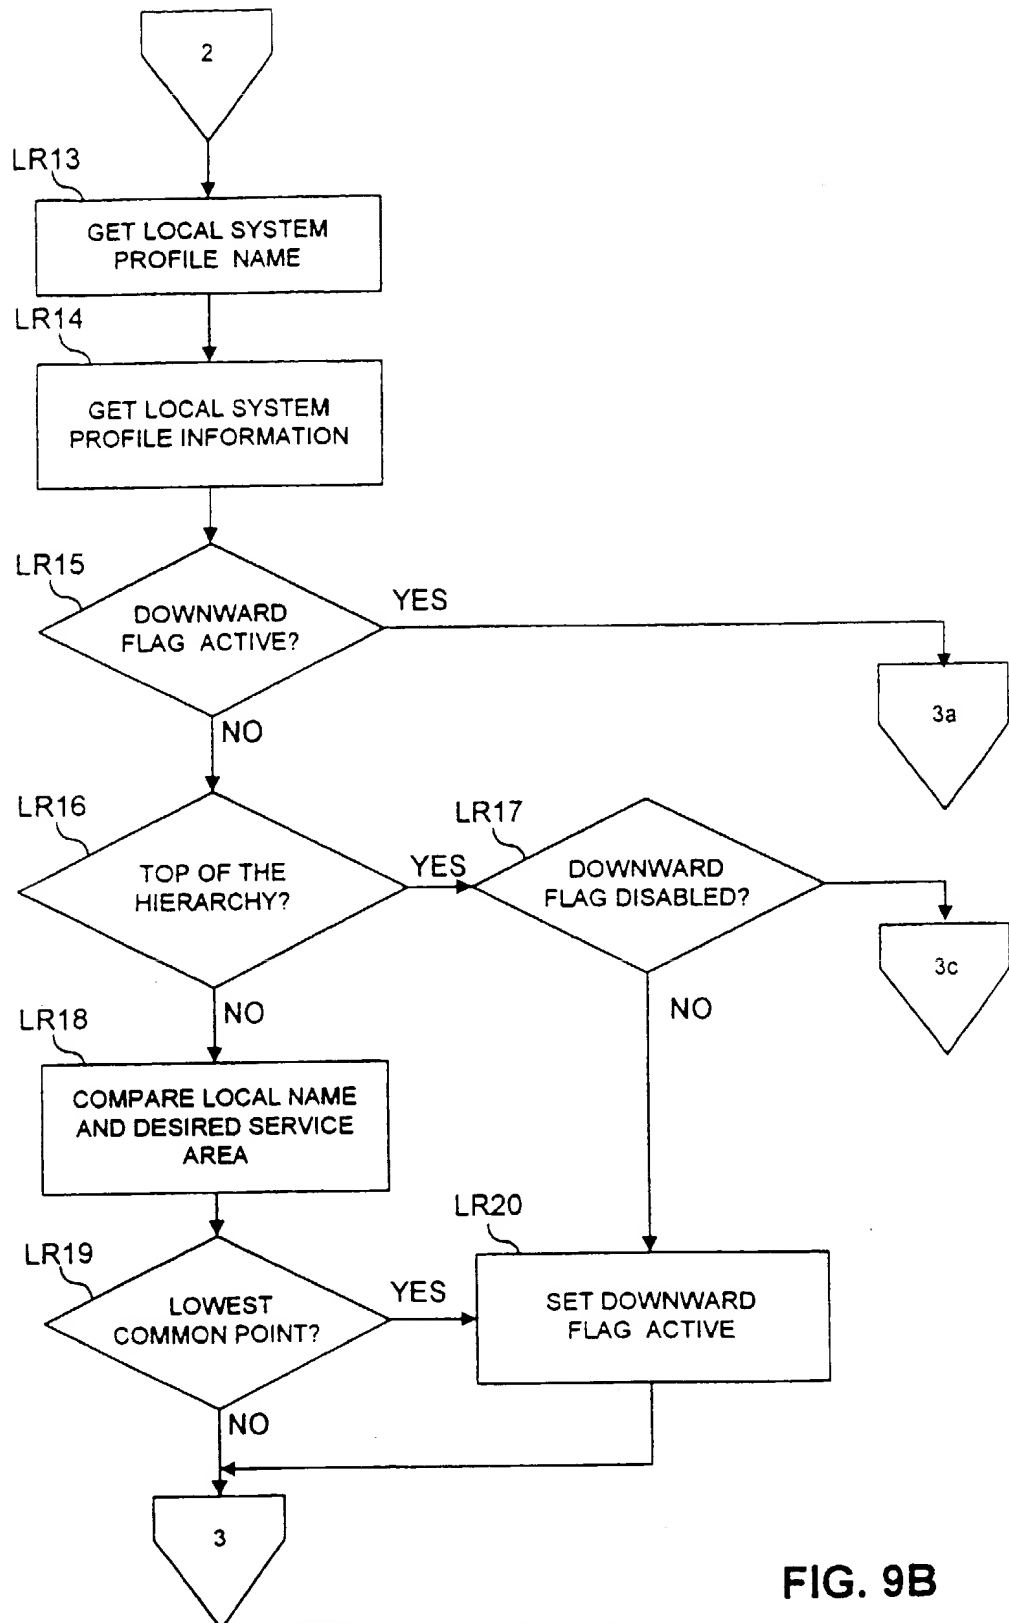 2
LR13
GET LOCAL SYSTEM
PROFILE NAME
LR14
GET LOCAL SYSTEM
PROFILE INFORMATION
LR15
DOWNWARD
FLAG ACTIVE?
YES
3a
NO
LR16
TOP OF THE
HIERARCHY?
YES
LR17
DOWNWARD
FLAG DISABLED?
3c
NO
NO
LR18
COMPARE LOCAL NAME
AND DESIRED SERVICE
AREA
LR19
LOWEST
COMMON POINT?
YES
LR20
SET DOWNWARD
FLAG ACTIVE
NO
3
FIG. 9B